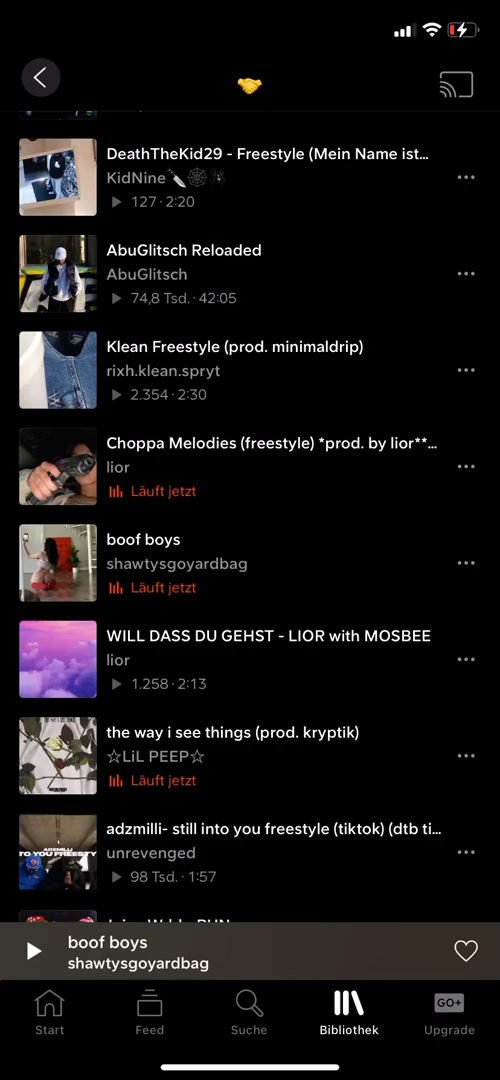 DeathTheKid29 - Freestyle (Mein Name ist...
KidNine🔪🕸🕷
127 · 2:20
AbuGlitsch Reloaded
AbuGlitsch
74,8 Tsd. · 42:05
Klean Freestyle (prod. minimaldrip)
rixh.klean.spryt
2.354 · 2:30
Choppa Melodies (freestyle) *prod. by lior**...
lior
Läuft jetzt
boof boys
shawtysgoyardbag
Läuft jetzt
WILL DASS DU GEHST - LIOR with MOSBEE
lior
1.258 · 2:13
the way i see things (prod. kryptik)
☆LiL PEEP☆
Läuft jetzt
adzmilli- still into you freestyle (tiktok) (dtb ti...
unrevenged
98 Tsd. · 1:57
boof boys
shawtysgoyardbag
Start
Feed
Suche
Bibliothek
GO+
Upgrade